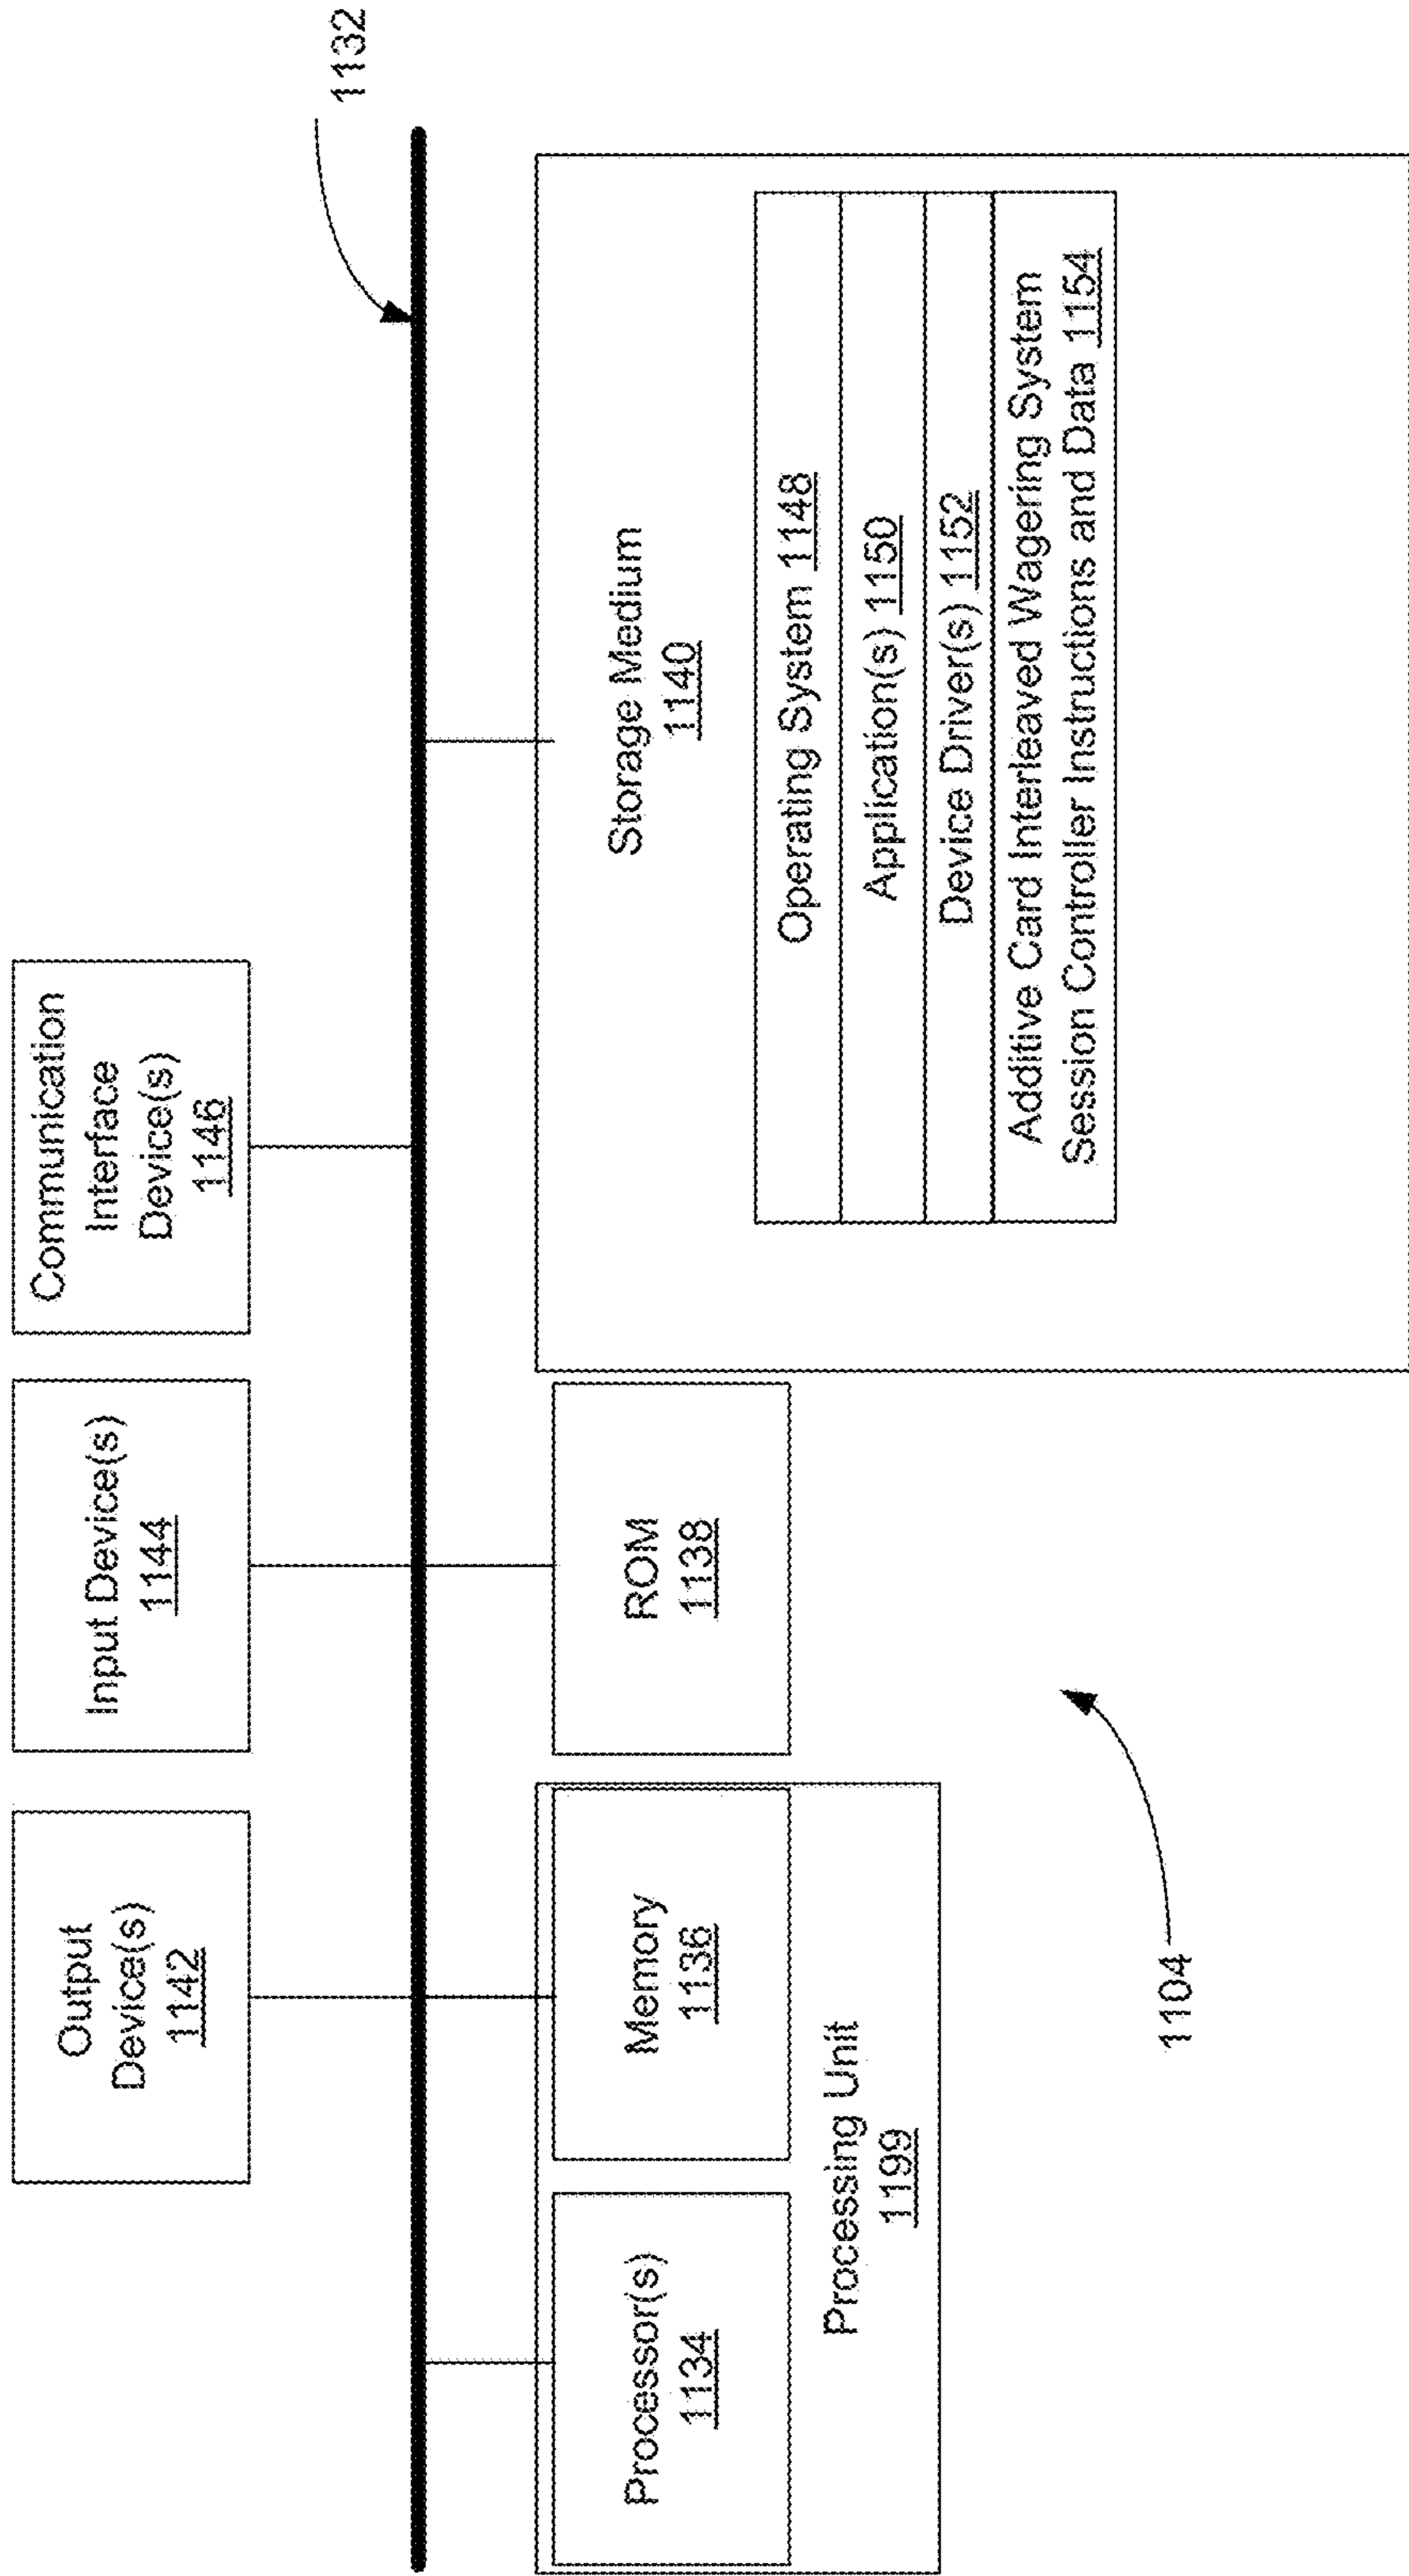 Output
Device(s)
1142
Input Device(s)
1144
Communication
Interface
Device(s)
1146
1132
Processor(s)
1134
Memory
1136
Processing Unit
1199
ROM
1138
Storage Medium
1140
Operating System 1148
Application(s) 1150
Device Driver(s) 1152
Additive Card Interleaved Wagering System
Session Controller Instructions and Data 1154
1104